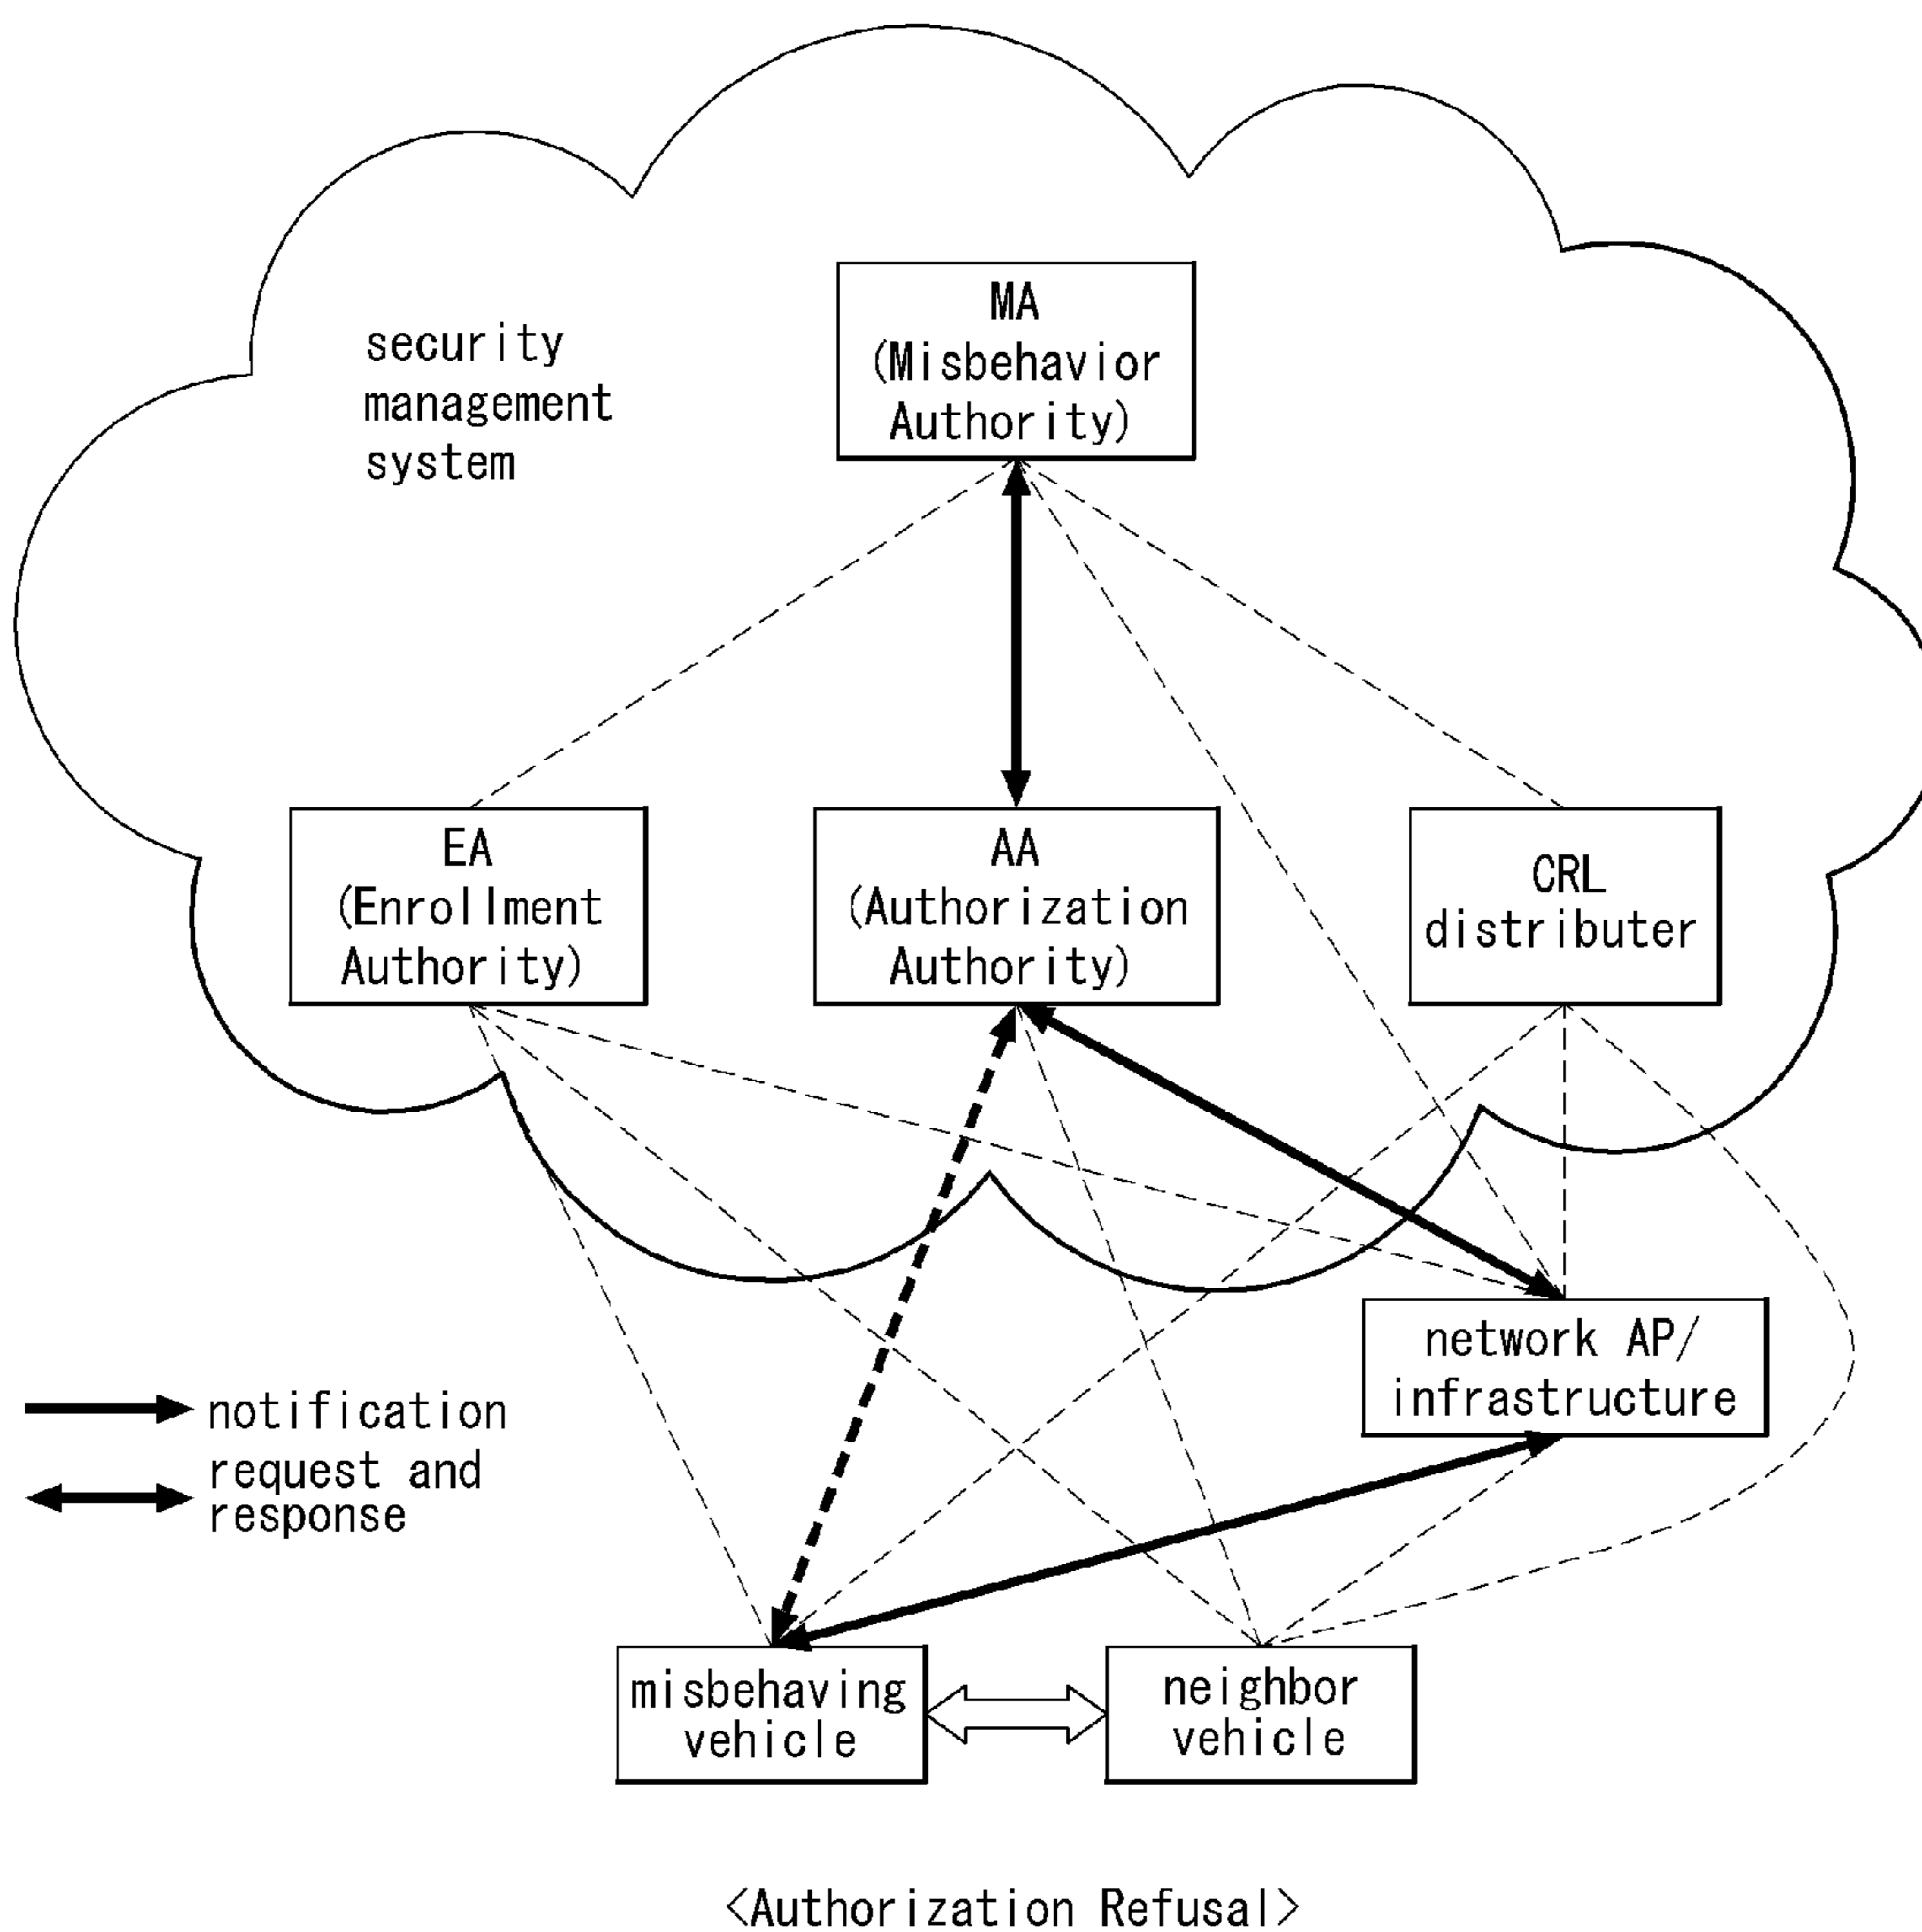 security
management
system
MA
(Misbehavior
Authority)
EA
(Enrollment
Authority)
AA
(Authorization
Authority)
CRL
distributer
network AP/
infrastructure
notification
request and
response
misbehaving
vehicle
neighbor
vehicle
<Authorization Refusal>